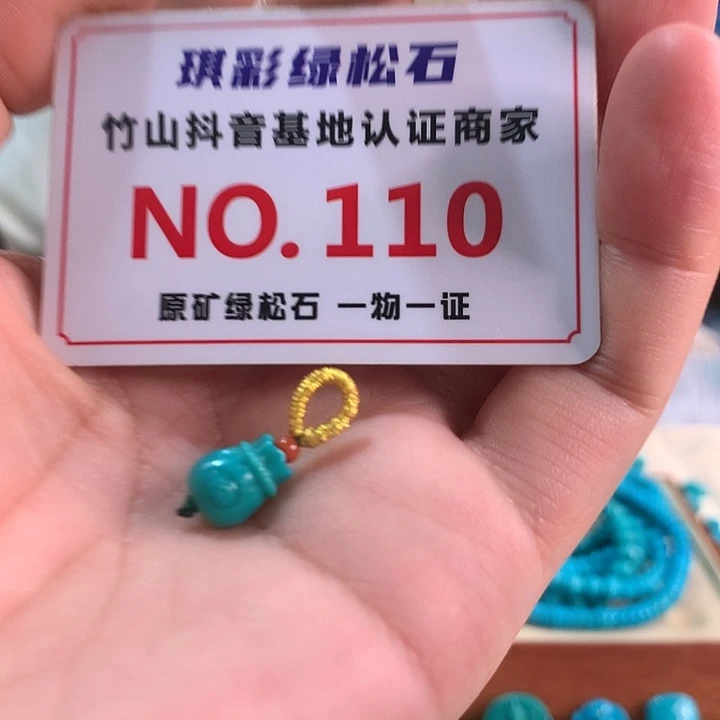 琪彩绿松石
竹山抖音基地认证商家
NO.110
原矿绿松石 一物一证